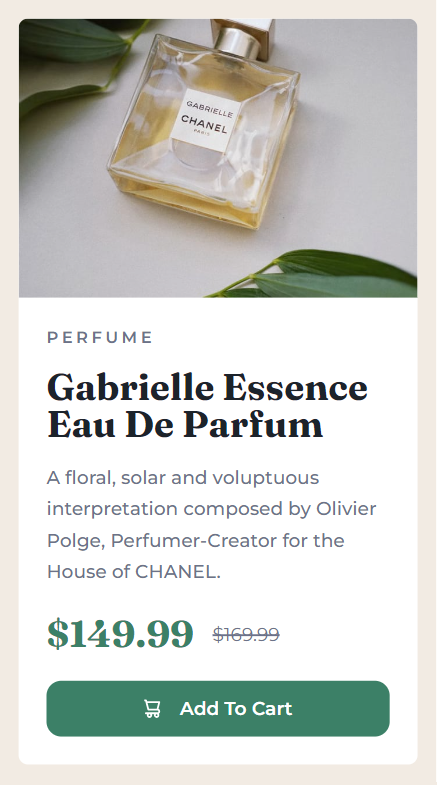 GABRIELLE
CHANEL
PARIS
PERFUME
Gabrielle Essence
Eau De Parfum
A floral, solar and voluptuous
interpretation composed by Olivier
Polge, Perfumer-Creator for the
House of CHANEL.
$149.99 $169.99
Add To Cart